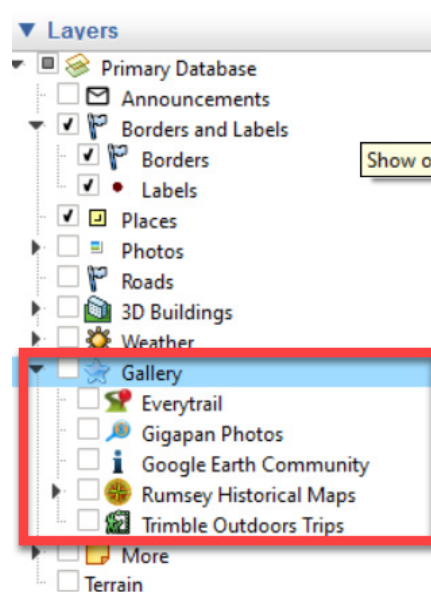 Layers
Primary Database
Announcements
Borders and Labels
Borders
Show o
Labels
Places
Photos
Roads
3D Buildings
Weather
Gallery
Everytrail
Gigapan Photos
Google Earth Community
Rumsey Historical Maps
Trimble Outdoors Trips
More
Terrain